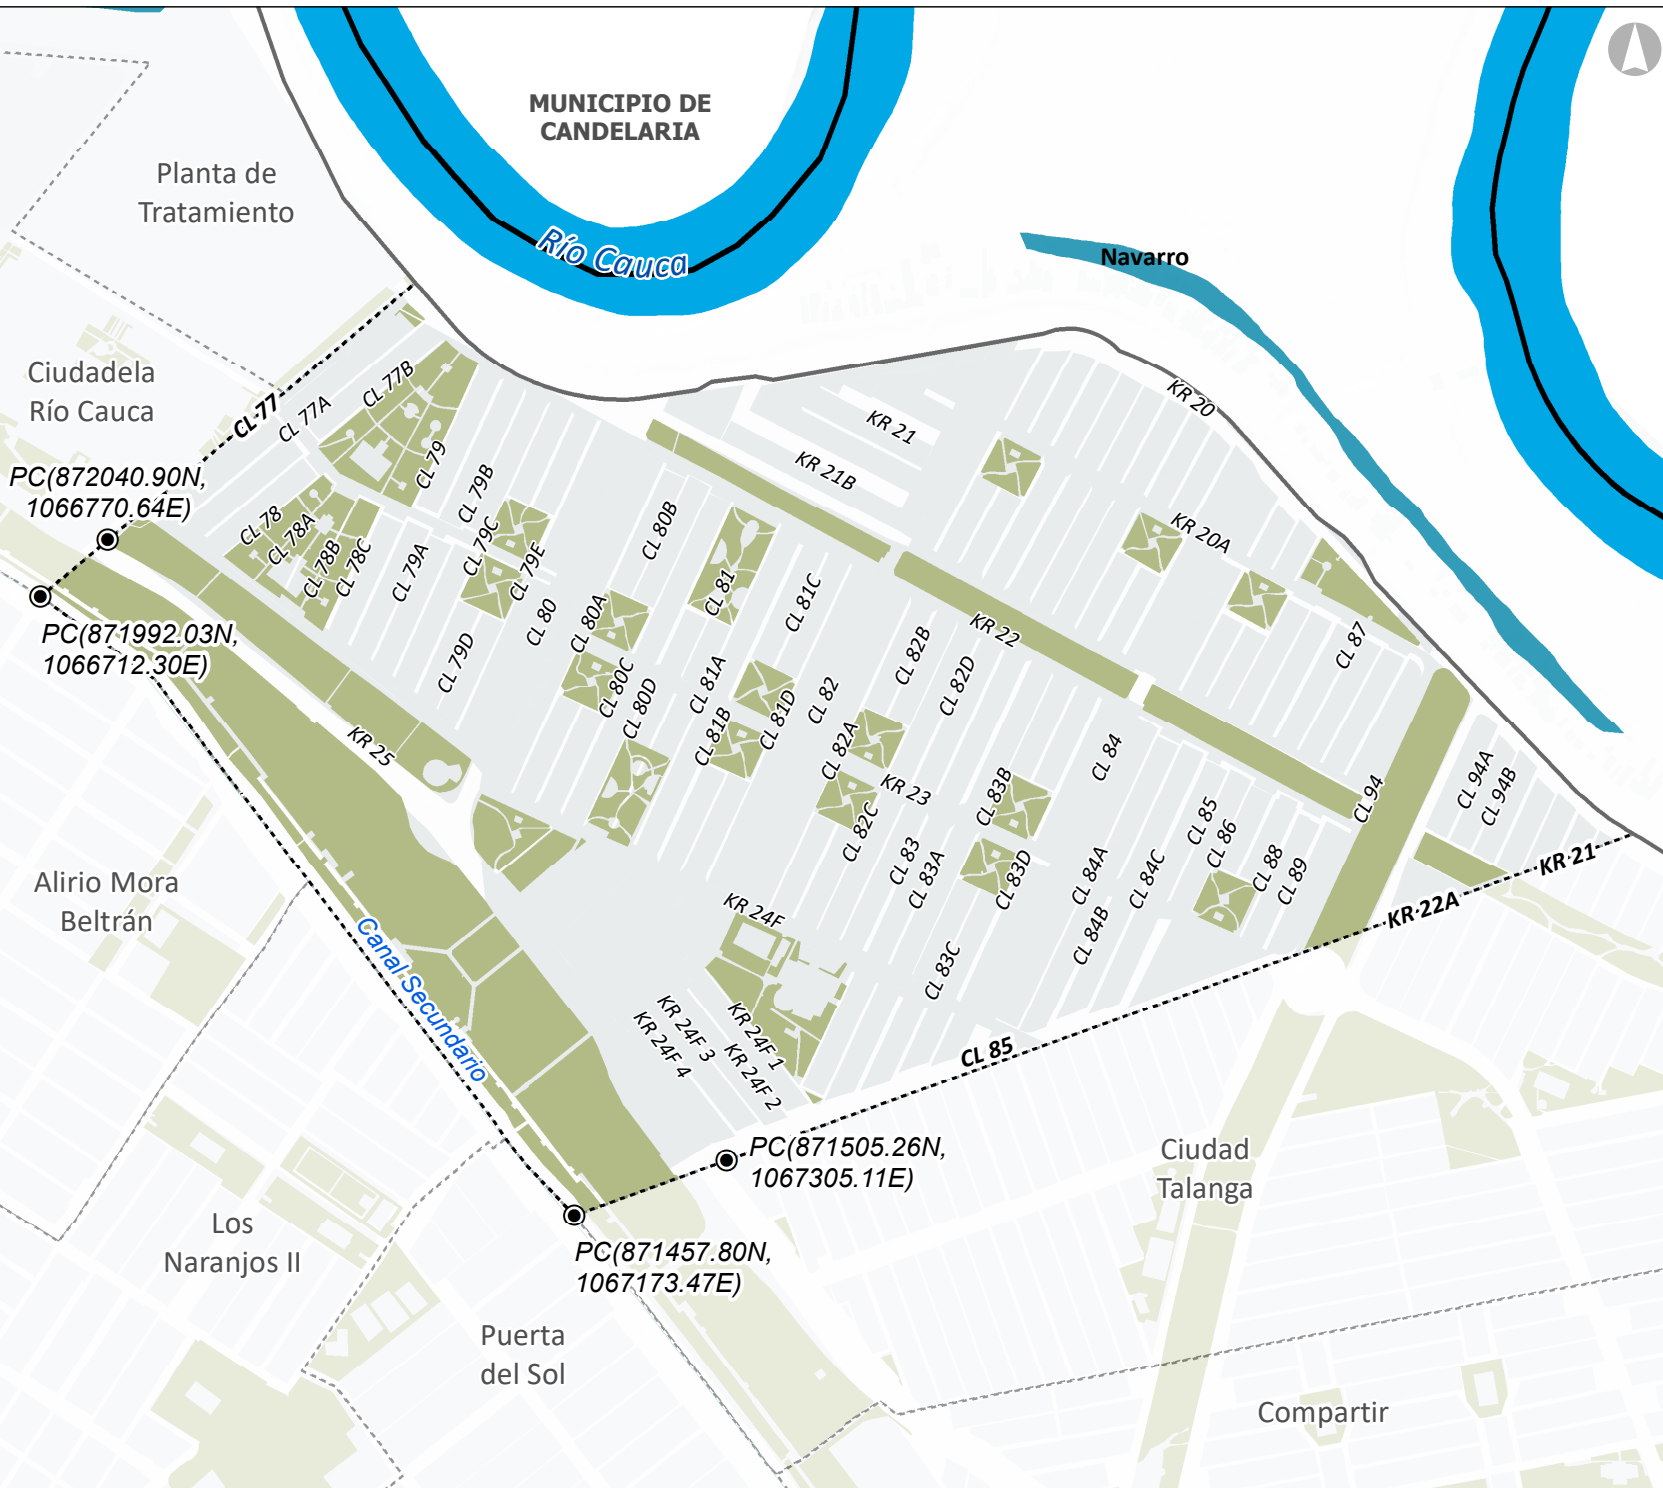 MUNICIPIO DE
CANDELARIA
Planta de
Tratamiento
Río Cauca
Navarro
Ciudadela
Río Cauca
CL 77
CL 77A
CL 77B
CL 79
KR 20
KR 21
KR 21B
PC(872040.90N,
1066770.64E)
CL 79B
CL 78
CL 78A
CL 78B
CL 78C
CL 79A
CL 79C
CL 79E
CL 80B
KR 20A
PC(871992.03N,
1066712.30E)
CL 79D
CL 80
CL 80A
CL 81
CL 81C
KR 22
CL 87
CL 80C
CL 80D
CL 81A
CL 81B
CL 81D
CL 82
CL 82B
CL 82D
KR 25
CL 82A
KR 23
CL 83B
CL 84
CL 94
CL 94A
CL 94B
CL 82C
CL 83
CL 83A
CL 83D
CL 84A
CL 84C
CL 85
CL 86
CL 88
CL 89
KR 21
KR 22A
Alirio Mora
Beltrán
KR 24F
CL 83C
CL 84B
Canal Secundario
KR 24F 3
KR 24F 4
KR 24F 1
KR 24F 2
CL 85
PC(871505.26N,
1067305.11E)
Ciudad
Talanga
Los
Naranjos II
PC(871457.80N,
1067173.47E)
Puerta
del Sol
Compartir